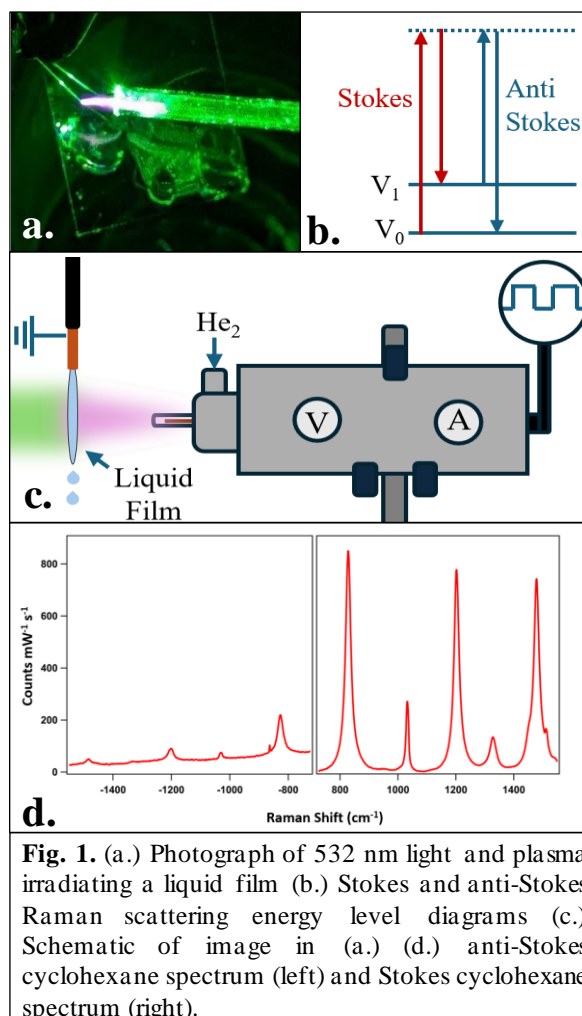 a.
Stokes
Anti
Stokes
V1
V0
b.
He2
V
A
Liquid
Film
c.
Counts mW-1 s-1
800
600
400
200
0
-1400
-1200
-1000
-800
800
1000
1200
1400
Raman Shift (cm-1)
d.
Fig. 1. (a.) Photograph of 532 nm light and plasma
irradiating a liquid film (b.) Stokes and anti-Stokes
Raman scattering energy level diagrams (c.)
Schematic of image in (a.) (d.) anti-Stokes
cyclohexane spectrum (left) and Stokes cyclohexane
spectrum (right).